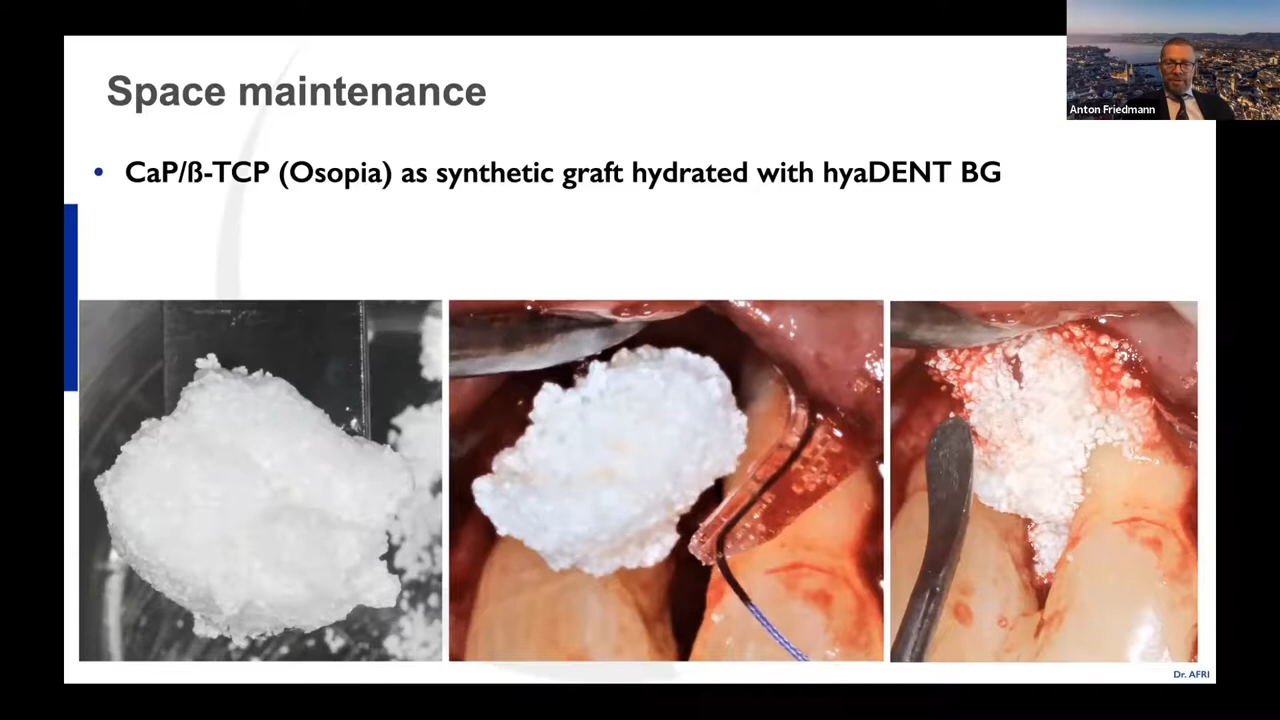 Space maintenance
Anton Friedmann
• CaP/ß-TCP (Osopia) as synthetic graft hydrated with hyaDENT BG
Dr. AFRI